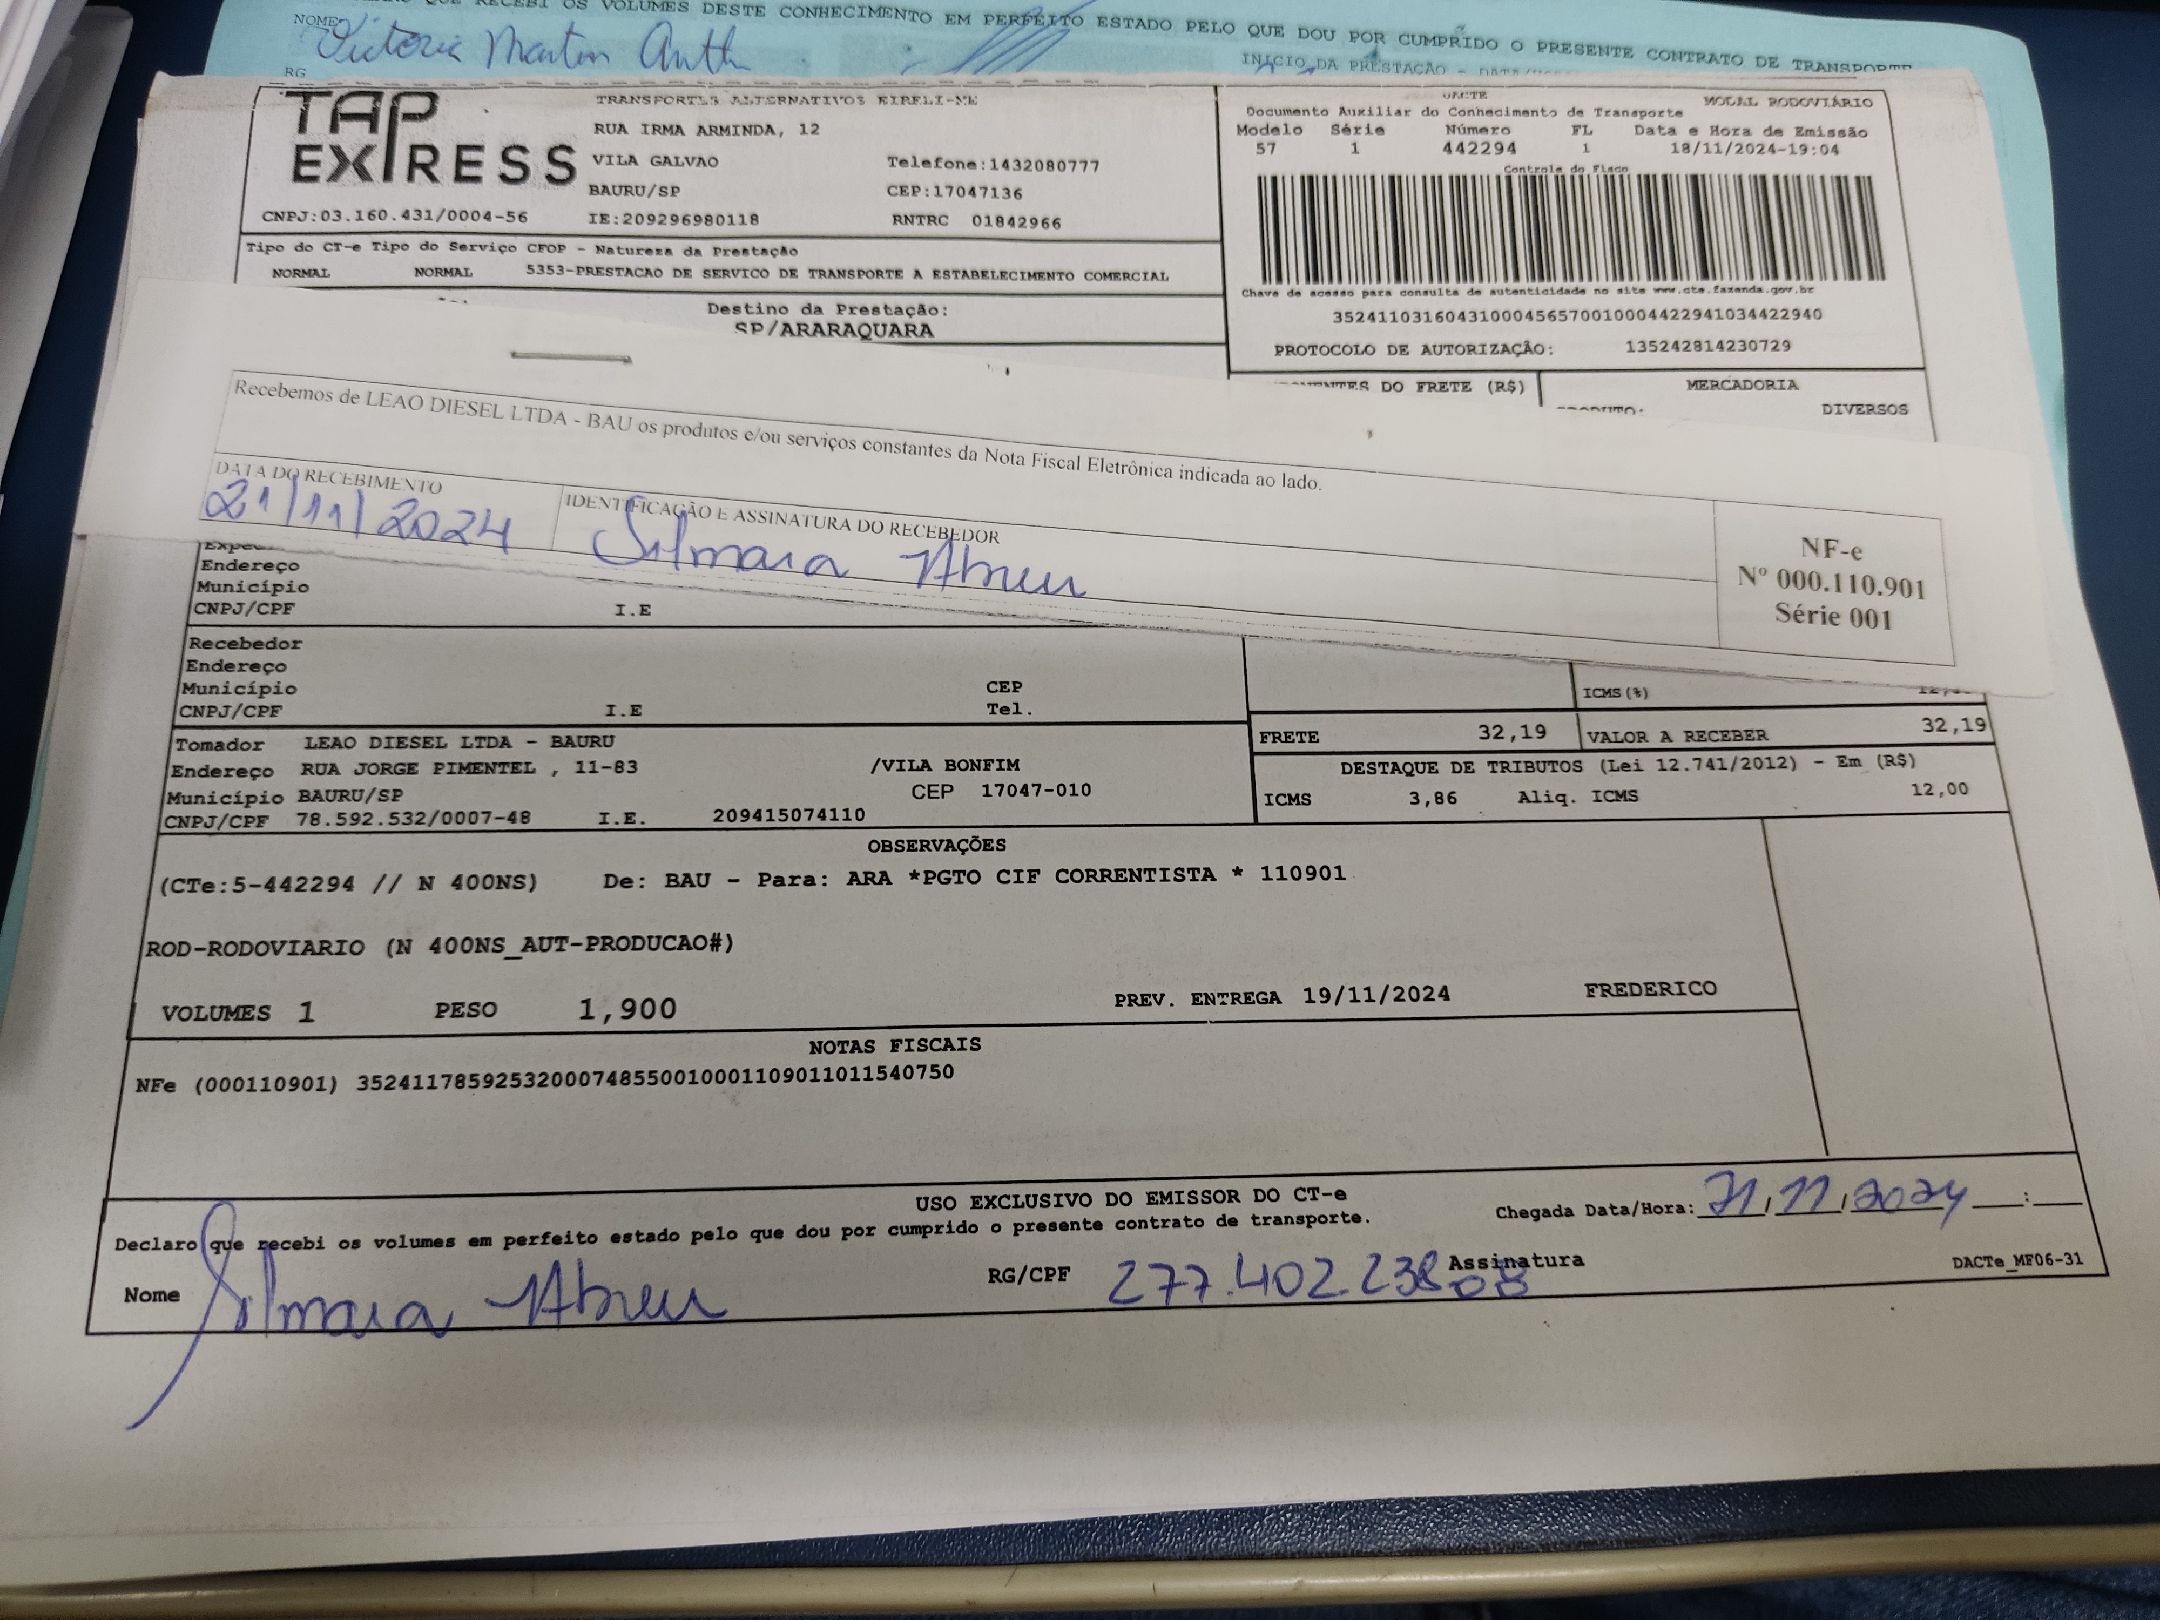 QUE RECEBI OS VOLUMES DESTE CONHECIMENTO EM PERFEITO ESTADO PELO QUE DOU POR CUMPRIDO O PRESENTE CONTRATO DE TRANSPORTE
NOME:
Victoria
RG
INICIO DA PRESTAÇÃO -
TAP EXPRESS
TRANSPORTES ALTERNATIVOS EIRELI-ME
RUA IRMA ARMINDA, 12
VILA GALVAO Telefone:1432080777
BAURU/SP CEP:17047136
CNPJ:03.160.431/0004-56 IE:209296980118 RNTRC 01842966
DACTE MODAL RODOVIÁRIO
Documento Auxiliar do Conhecimento de Transporte
Modelo Série Número FL Data e Hora de Emissão
57 1 442294 1 18/11/2024-19:04
Controle do Fisco
Chave de acesso para consulta de autenticidade no site www.cte.fazenda.gov.br
35241103160431000456570010004422941034422940
PROTOCOLO DE AUTORIZAÇÃO: 135242814230729
Tipo do CT-e Tipo do Serviço CFOP - Natureza da Prestação
NORMAL NORMAL 5353-PRESTACAO DE SERVICO DE TRANSPORTE A ESTABELECIMENTO COMERCIAL
Destino da Prestação:
SP/ARARAQUARA
DO FRETE (R$) MERCADORIA
DIVERSOS
Recebemos de LEAO DIESEL LTDA - BAU os produtos e/ou serviços constantes da Nota Fiscal Eletrônica indicada ao lado.
DATA DO RECEBIMENTO IDENTIFICAÇÃO E ASSINATURA DO RECEBEDOR
21/11/2024 Silmara Abreu
NF-e
Nº 000.110.901
Série 001
Endereço
Município
CNPJ/CPF I.E
Recebedor
Endereço
Município CEP
CNPJ/CPF I.E Tel.
ICMS(%)
FRETE 32,19 VALOR A RECEBER 32,19
Tomador LEAO DIESEL LTDA - BAURU
Endereço RUA JORGE PIMENTEL , 11-83 /VILA BONFIM
Município BAURU/SP CEP 17047-010
CNPJ/CPF 78.592.532/0007-48 I.E. 209415074110
DESTAQUE DE TRIBUTOS (Lei 12.741/2012) - Em (R$)
ICMS 3,86 Aliq. ICMS 12,00
OBSERVAÇÕES
(CTe:5-442294 // N 400NS) De: BAU - Para: ARA *PGTO CIF CORRENTISTA * 110901
ROD-RODOVIARIO (N 400NS_AUT-PRODUCAO#)
VOLUMES 1 PESO 1,900 PREV. ENTREGA 19/11/2024 FREDERICO
NOTAS FISCAIS
NFe (000110901) 35241178592532000748550010001109011011540750
USO EXCLUSIVO DO EMISSOR DO CT-e
Declaro que recebi os volumes em perfeito estado pelo que dou por cumprido o presente contrato de transporte.
Chegada Data/Hora: 21/11/2024 __:__
Nome Silmara Abreu RG/CPF 277.402.238 08 Assinatura
DACTe_MF06-31